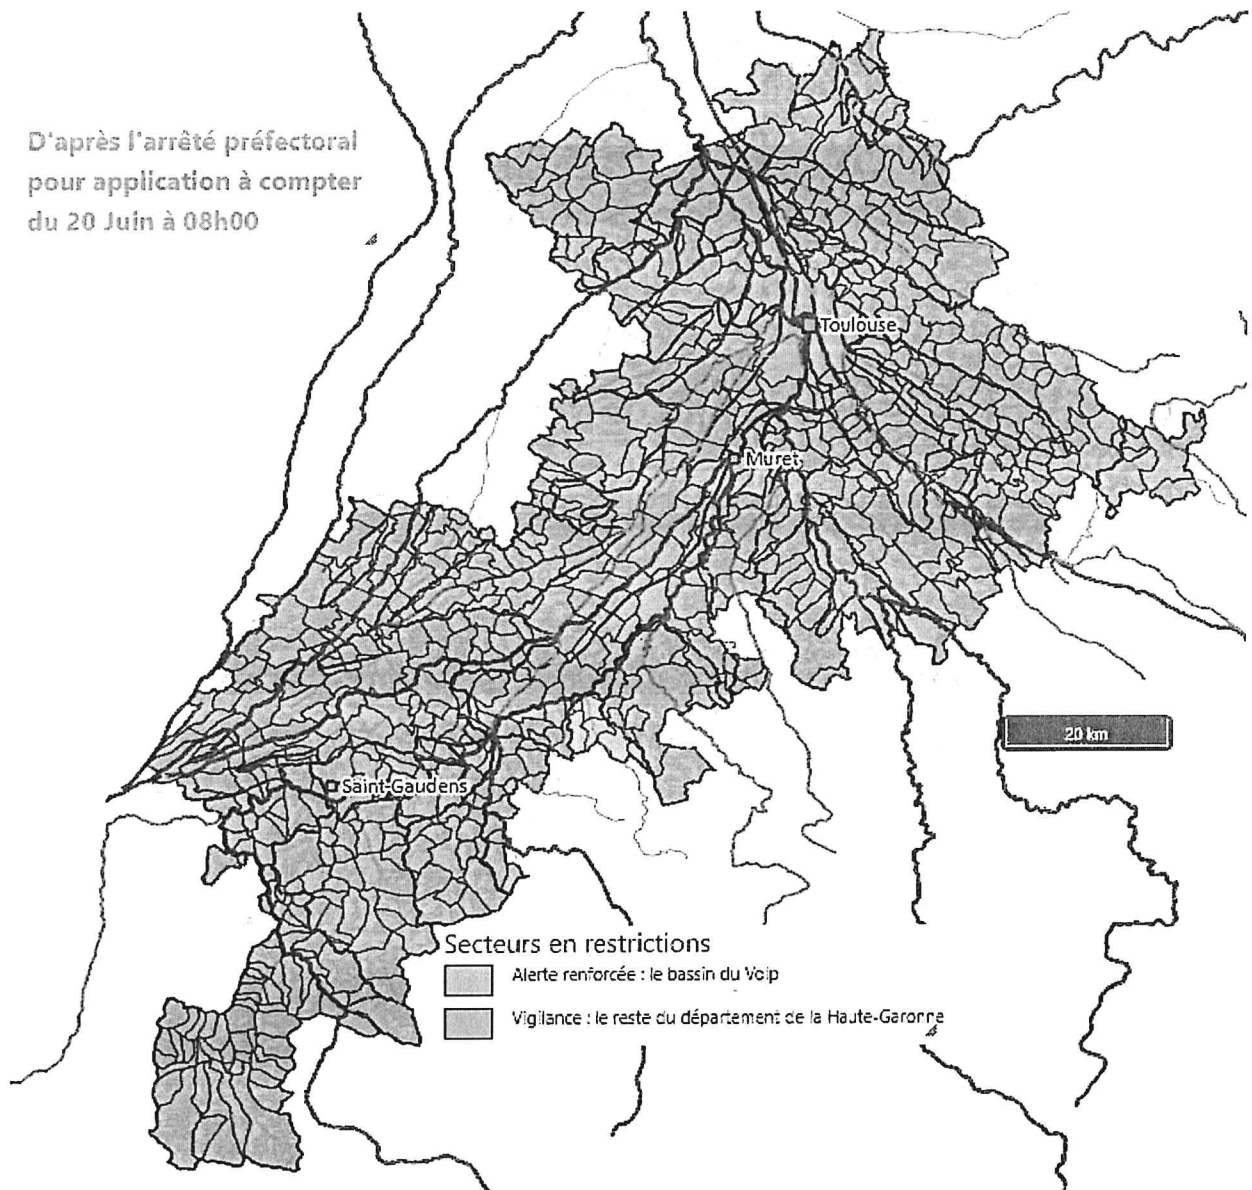 D'après l'arrêté préfectoral
pour application à compter
du 20 Juin à 08h00
Toulouse
Muret
20 km
Saint-Gaudens
Secteurs en restrictions
Alerte renforcée : le bassin du Volp
Vigilance : le reste du département de la Haute-Garonne